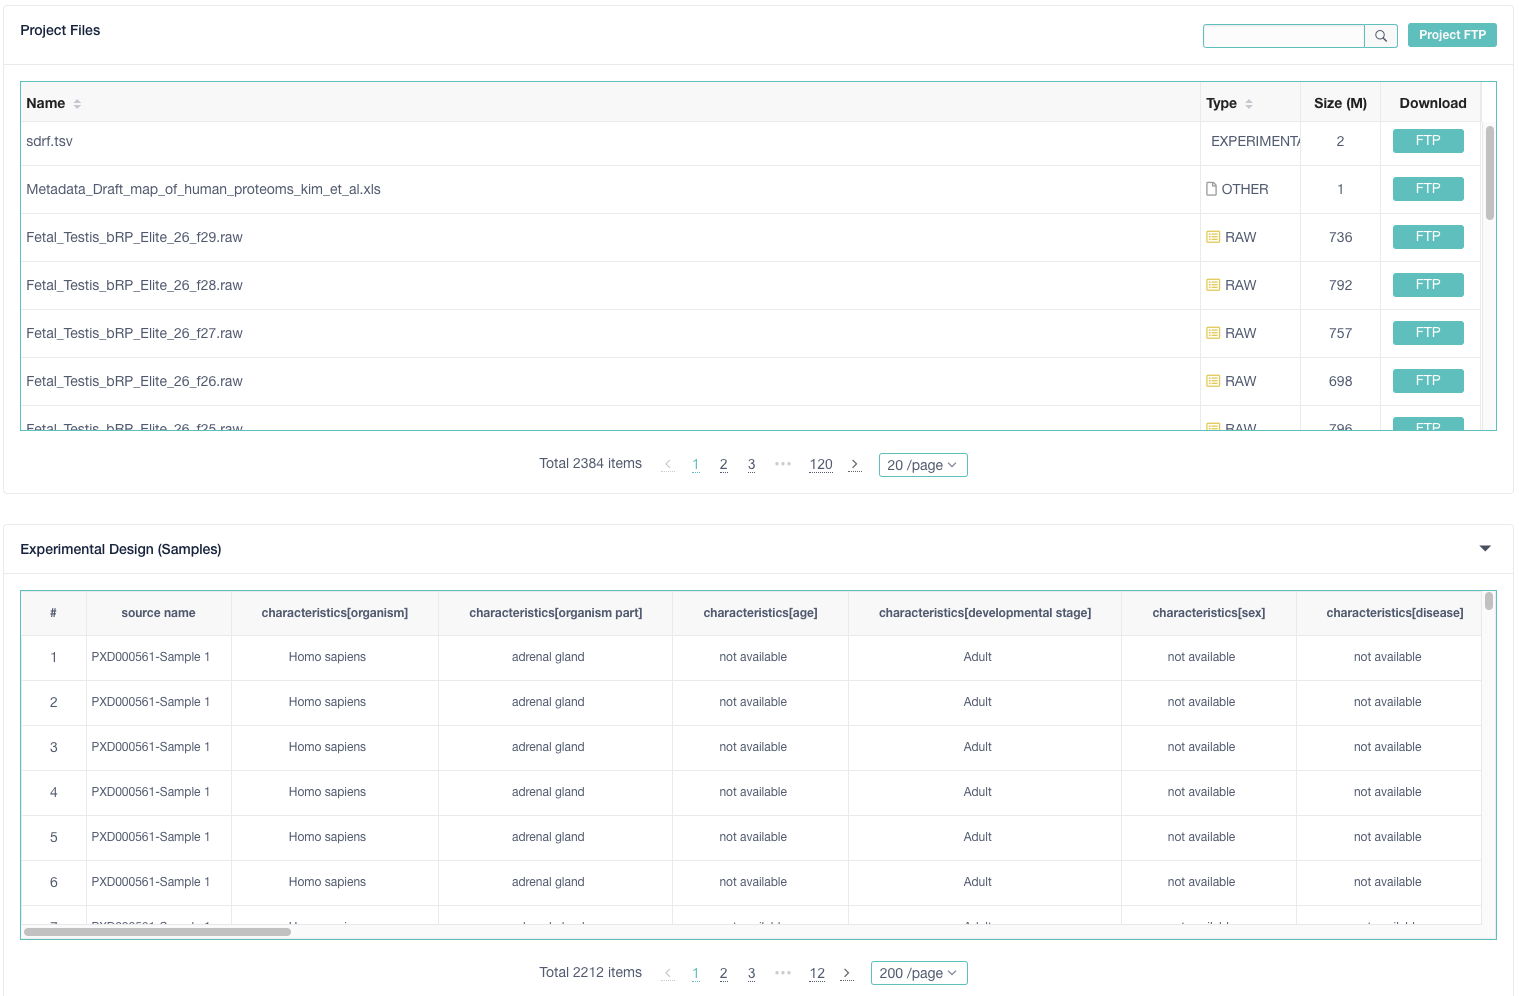 Project Files
Project FTP
Name Type Size (M) Download
sdrf.tsv EXPERIMENTA 2 FTP
Metadata_Draft_map_of_human_proteoms_kim_et_al.xls OTHER 1 FTP
Fetal_Testis_bRP_Elite_26_f29.raw RAW 736 FTP
Fetal_Testis_bRP_Elite_26_f28.raw RAW 792 FTP
Fetal_Testis_bRP_Elite_26_f27.raw RAW 757 FTP
Fetal_Testis_bRP_Elite_26_f26.raw RAW 698 FTP
Fetal_Testis_bRP_Elite_26_f25.raw RAW 796 FTP
Total 2384 items < 1 2 3 ••• 120 > 20 /page
Experimental Design (Samples)
# source name characteristics[organism] characteristics[organism part] characteristics[age] characteristics[developmental stage] characteristics[sex] characteristics[disease]
1 PXD000561-Sample 1 Homo sapiens adrenal gland not available Adult not available not available
2 PXD000561-Sample 1 Homo sapiens adrenal gland not available Adult not available not available
3 PXD000561-Sample 1 Homo sapiens adrenal gland not available Adult not available not available
4 PXD000561-Sample 1 Homo sapiens adrenal gland not available Adult not available not available
5 PXD000561-Sample 1 Homo sapiens adrenal gland not available Adult not available not available
6 PXD000561-Sample 1 Homo sapiens adrenal gland not available Adult not available not available
Total 2212 items < 1 2 3 ••• 12 > 200 /page